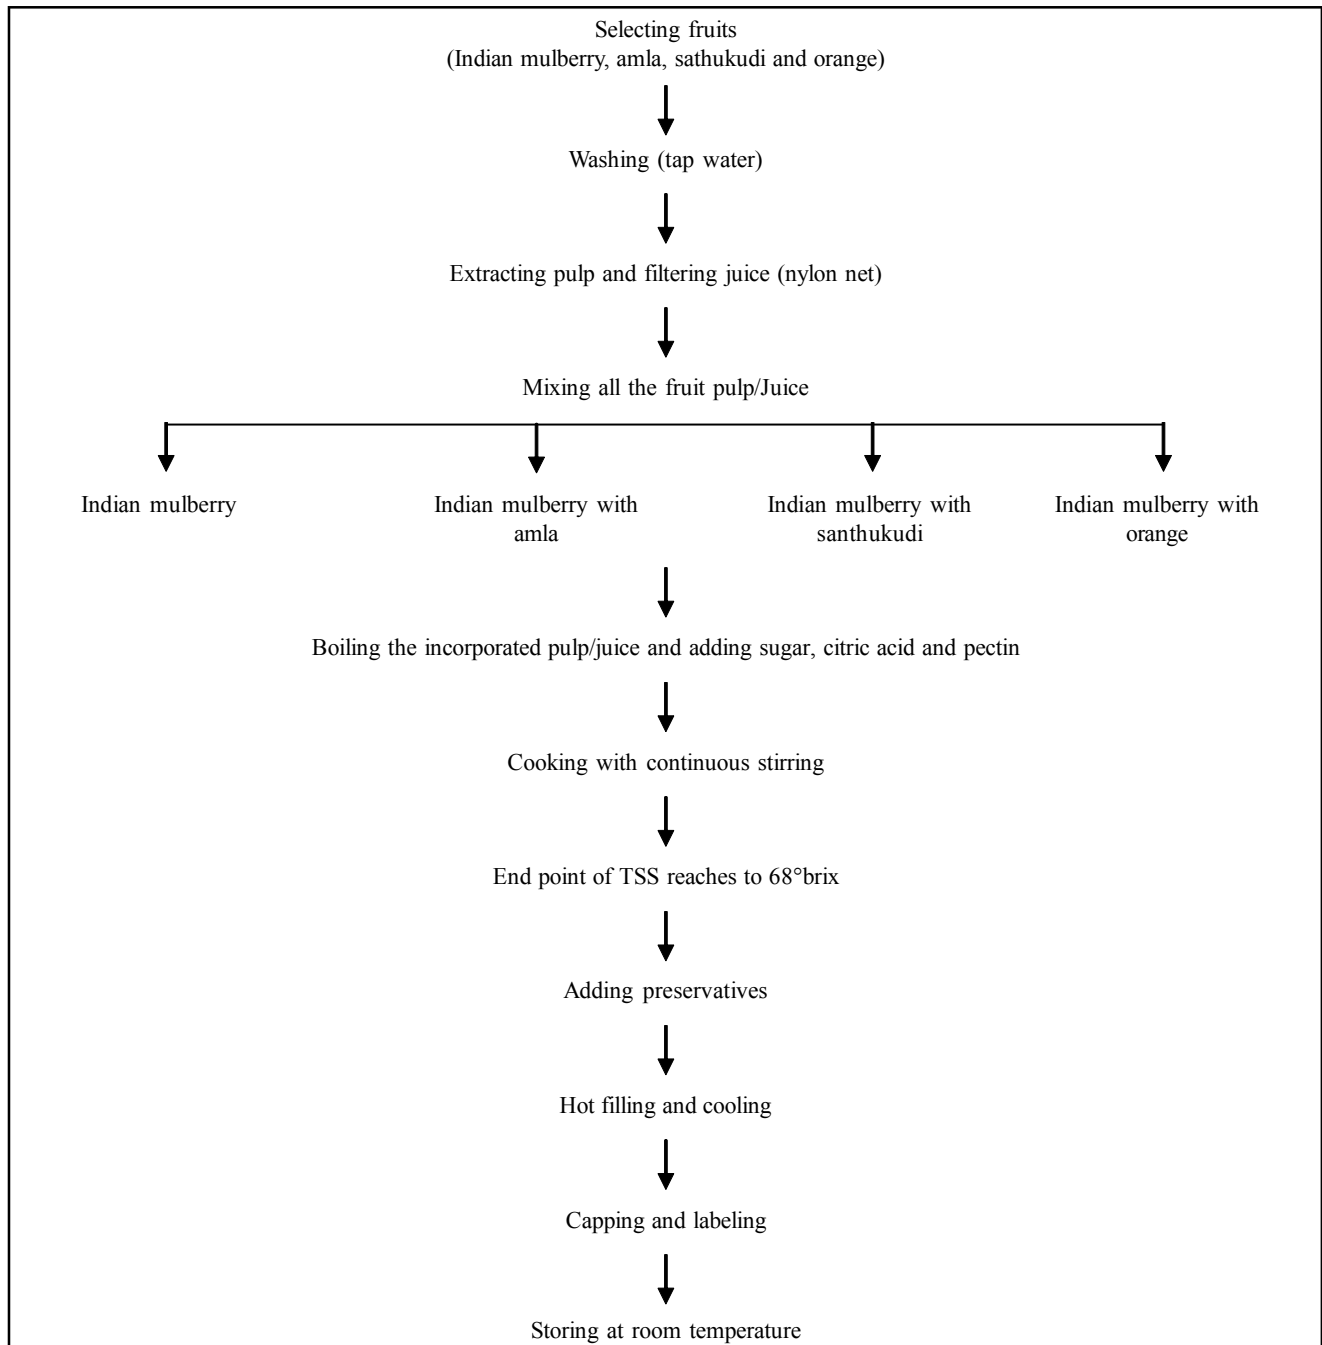 Selecting fruits
(Indian mulberry, amla, sathukudi and orange)
Washing (tap water)
Extracting pulp and filtering juice (nylon net)
Mixing all the fruit pulp/Juice
Indian mulberry
Indian mulberry with
amla
Indian mulberry with
santhukudi
Indian mulberry with
orange
Boiling the incorporated pulp/juice and adding sugar, citric acid and pectin
Cooking with continuous stirring
End point of TSS reaches to 68°brix
Adding preservatives
Hot filling and cooling
Capping and labeling
Storing at room temperature